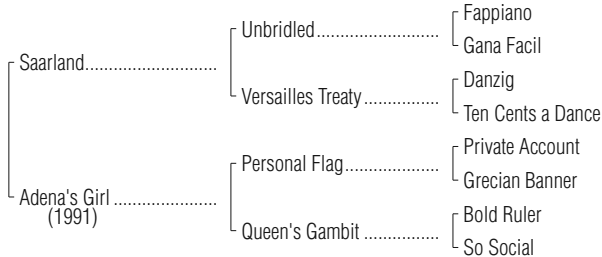 Fappiano
Unbridled
Gana Facil
Saarland
Danzig
Versailles Treaty
Ten Cents a Dance
Private Account
Personal Flag
Grecian Banner
Adena's Girl
(1991)
Bold Ruler
Queen's Gambit
So Social